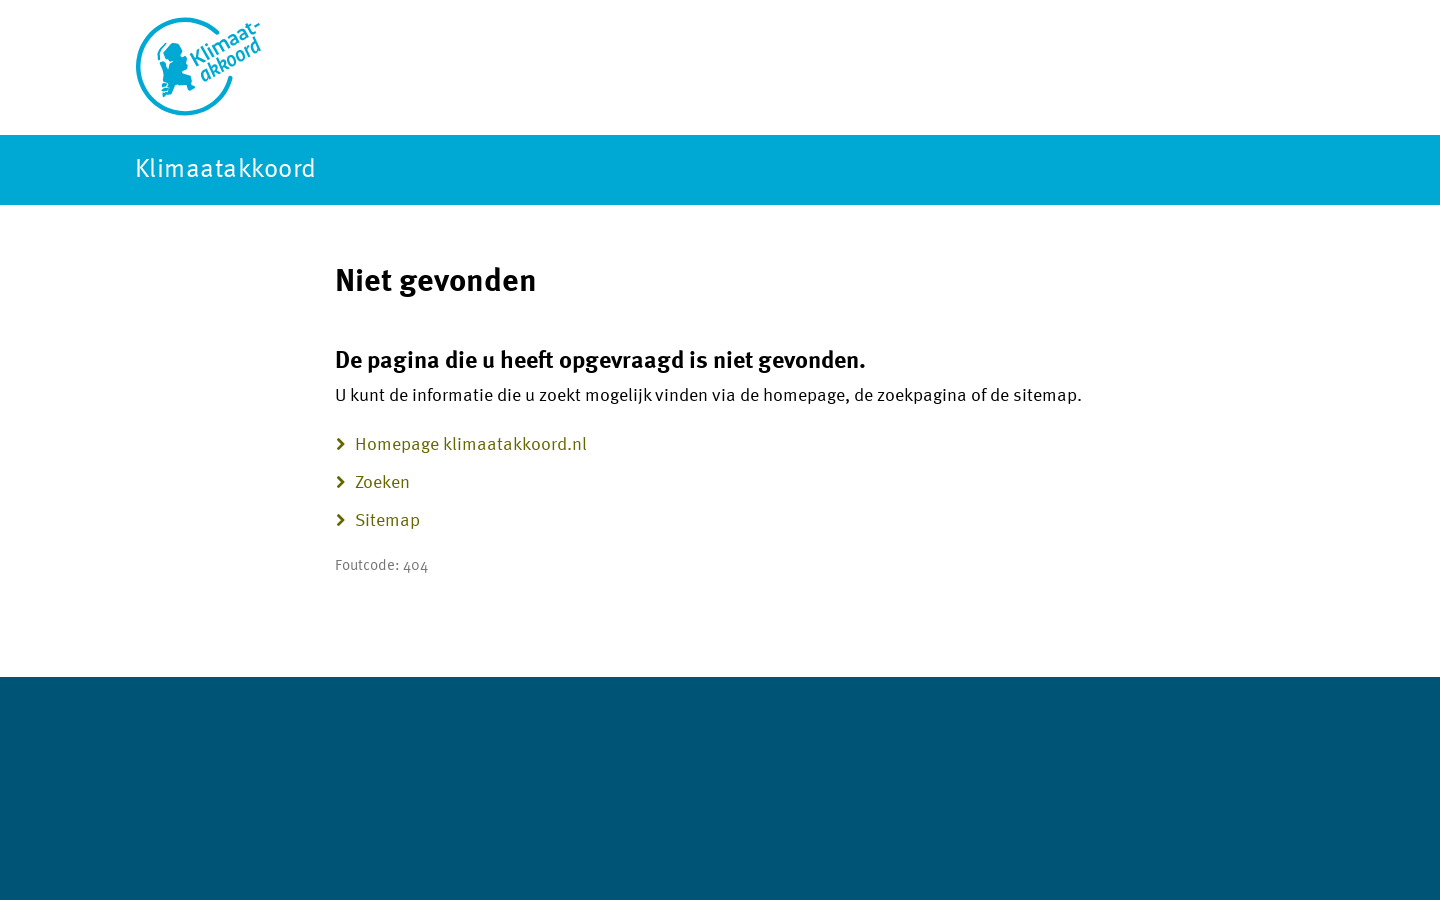 Klimaat-
akkoord
Klimaatakkoord
Niet gevonden
De pagina die u heeft opgevraagd is niet gevonden.
U kunt de informatie die u zoekt mogelijk vinden via de homepage, de zoekpagina of de sitemap.
Homepage klimaatakkoord.nl
Zoeken
Sitemap
Foutcode: 404